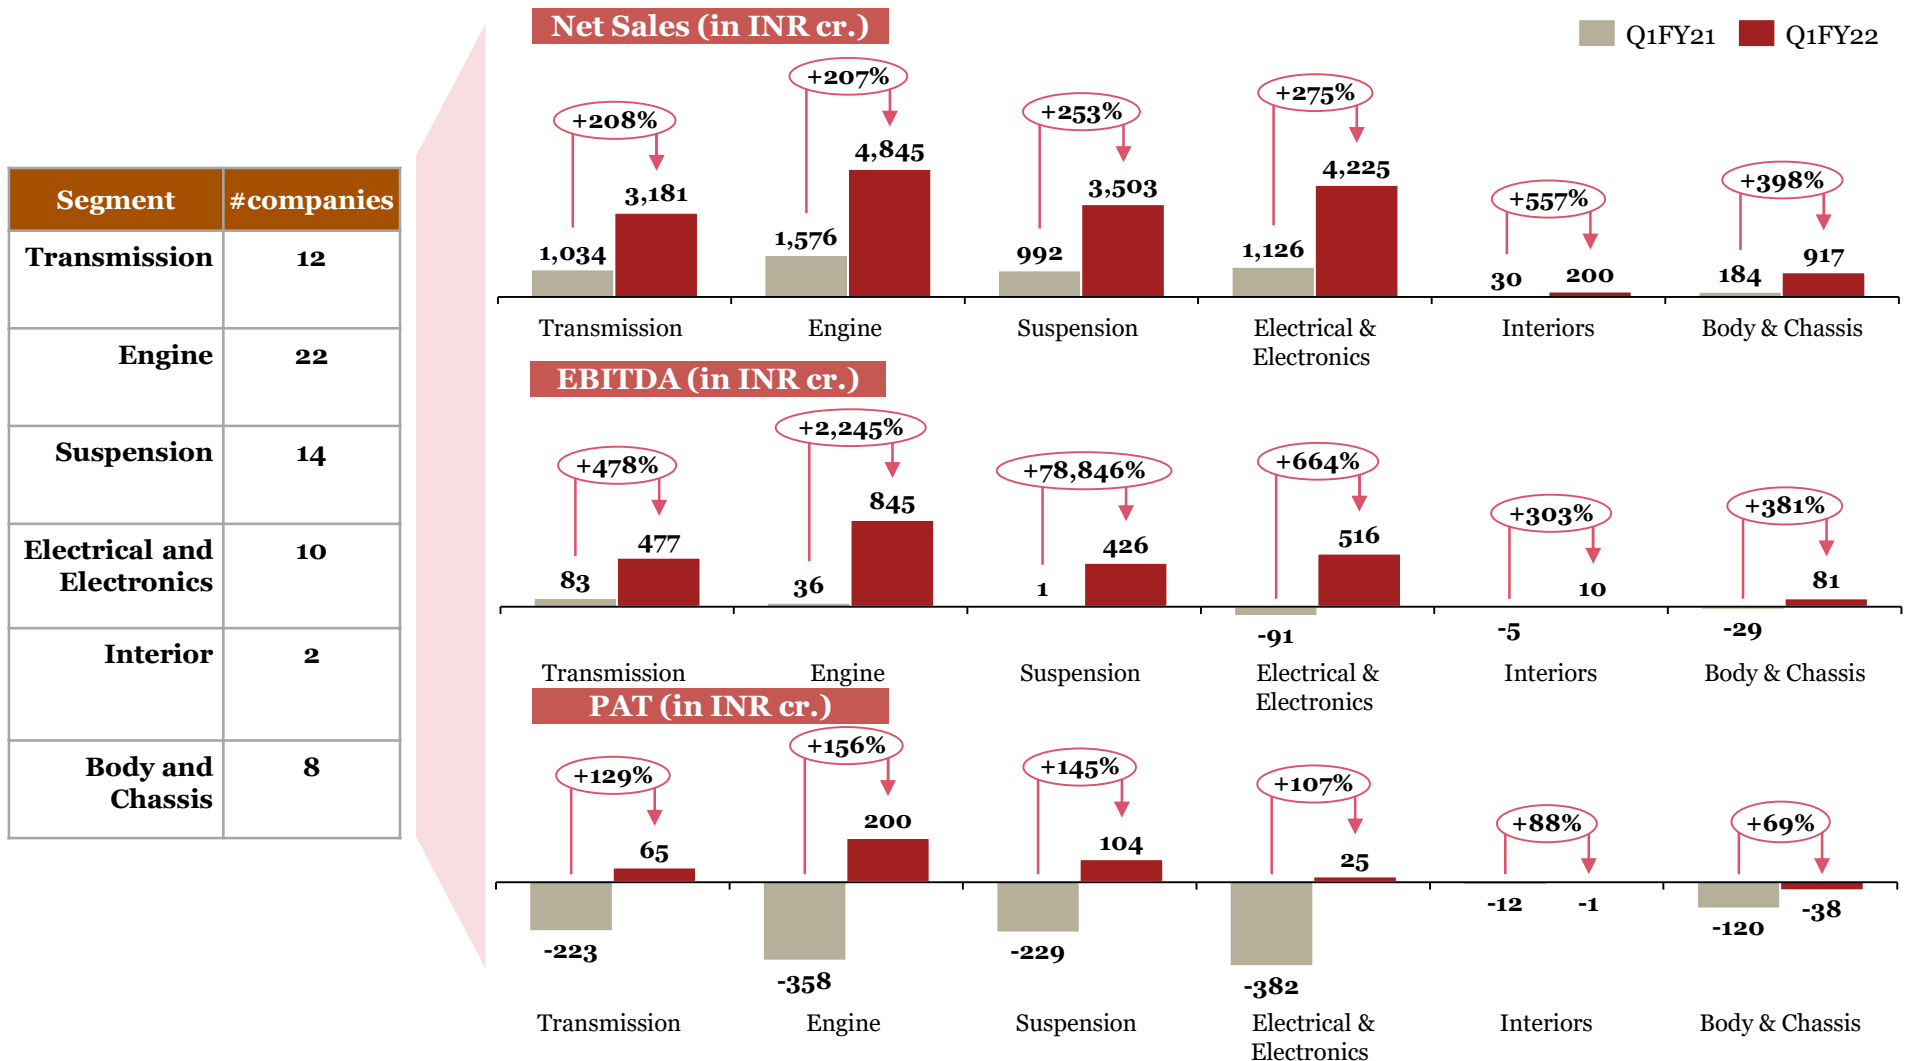 Segment #companies
Transmission 12
Engine 22
Suspension 14
Electrical and
Electronics 10
Interior 2
Body and
Chassis 8
Net Sales (in INR cr.)
Q1FY21 Q1FY22
+208% +207% +253% +275% +557% +398%
1,034 3,181 1,576 4,845 992 3,503 1,126 4,225 30 200 184 917
Transmission Engine Suspension Electrical & Interiors Body & Chassis
Electronics
EBITDA (in INR cr.)
+478% +2,245% +78,846% +664% +303% +381%
83 477 36 845 1 426 -91 516 -5 10 -29 81
Transmission Engine Suspension Electrical & Interiors Body & Chassis
Electronics
PAT (in INR cr.)
+129% +156% +145% +107% +88% +69%
-223 65 -358 200 -229 104 -382 25 -12 -1 -120 -38
Transmission Engine Suspension Electrical & Interiors Body & Chassis
Electronics